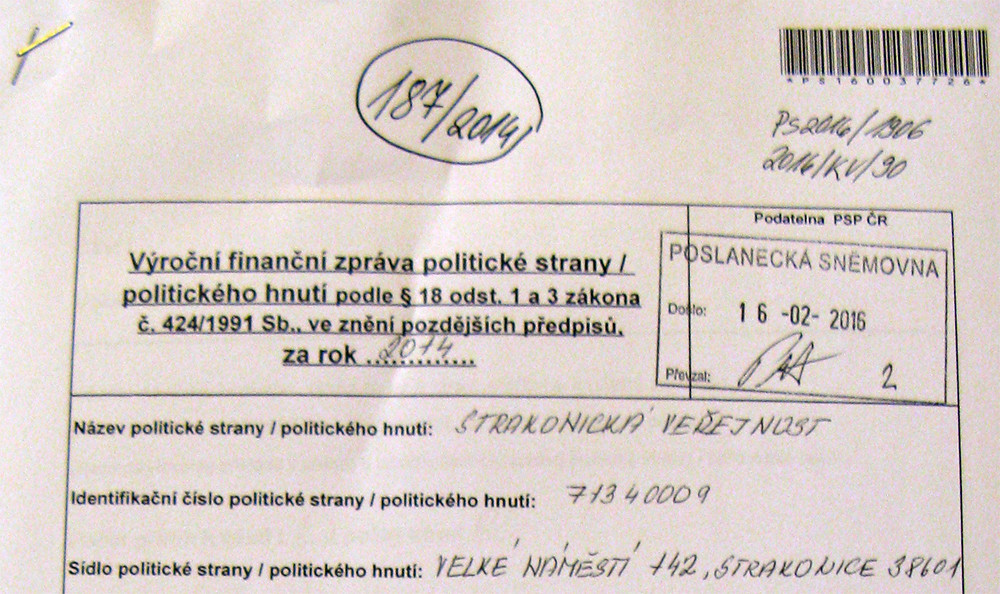 187/2014
*PS160037726*
PS2016/1906
2016/KV/90
Podatelna PSP ČR
Výroční finanční zpráva politické strany /
politického hnutí podle § 18 odst. 1 a 3 zákona
č. 424/1991 Sb., ve znění pozdějších předpisů,
za rok ...2014...
POSLANECKÁ SNĚMOVNA
Došlo: 16 -02- 2016
Převzal: 2
Název politické strany / politického hnutí: STRAKONICKÁ VEŘEJNOST
Identifikační číslo politické strany / politického hnutí: 71340009
Sídlo politické strany / politického hnutí: VELKÉ NÁMĚSTÍ 142, STRAKONICE 38601